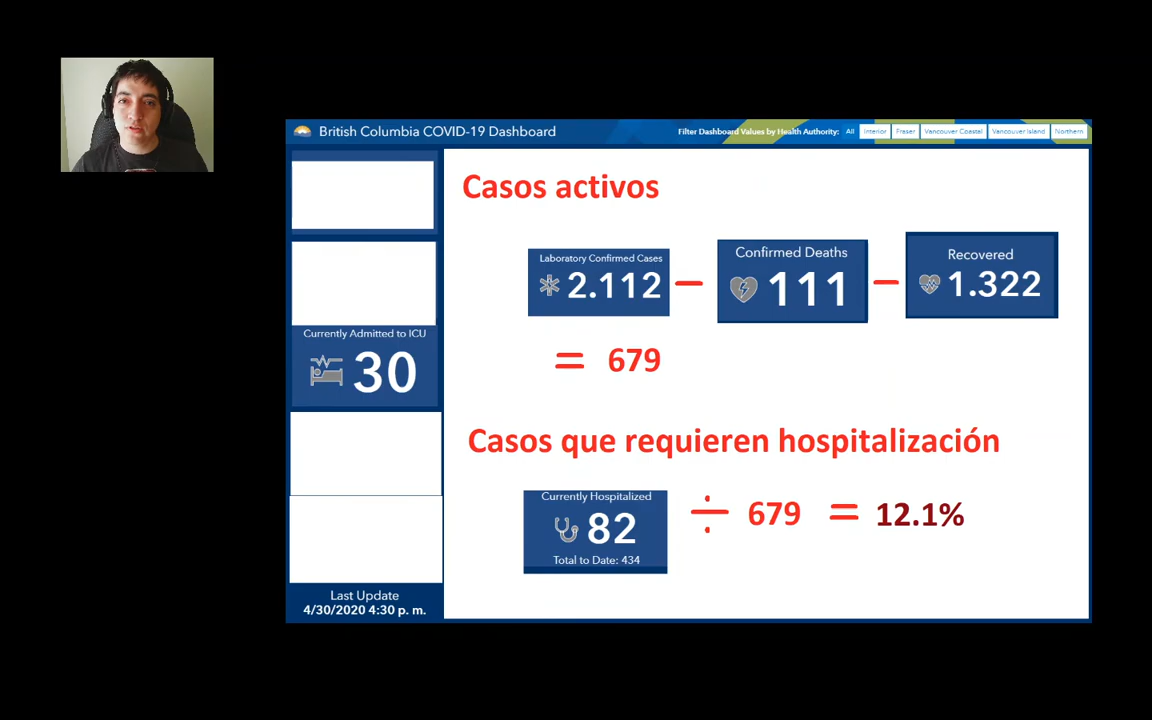 British Columbia COVID-19 Dashboard
Filter Dashboard Values by Health Authority: All Interior Fraser Vancouver Coastal Vancouver Island Northern
Casos activos
Laboratory Confirmed Cases
2.112
−
Confirmed Deaths
111
−
Recovered
1.322
= 679
Currently Admitted to ICU
30
Casos que requieren hospitalización
Currently Hospitalized
82
Total to Date: 434
÷ 679 = 12.1%
Last Update
4/30/2020 4:30 p. m.